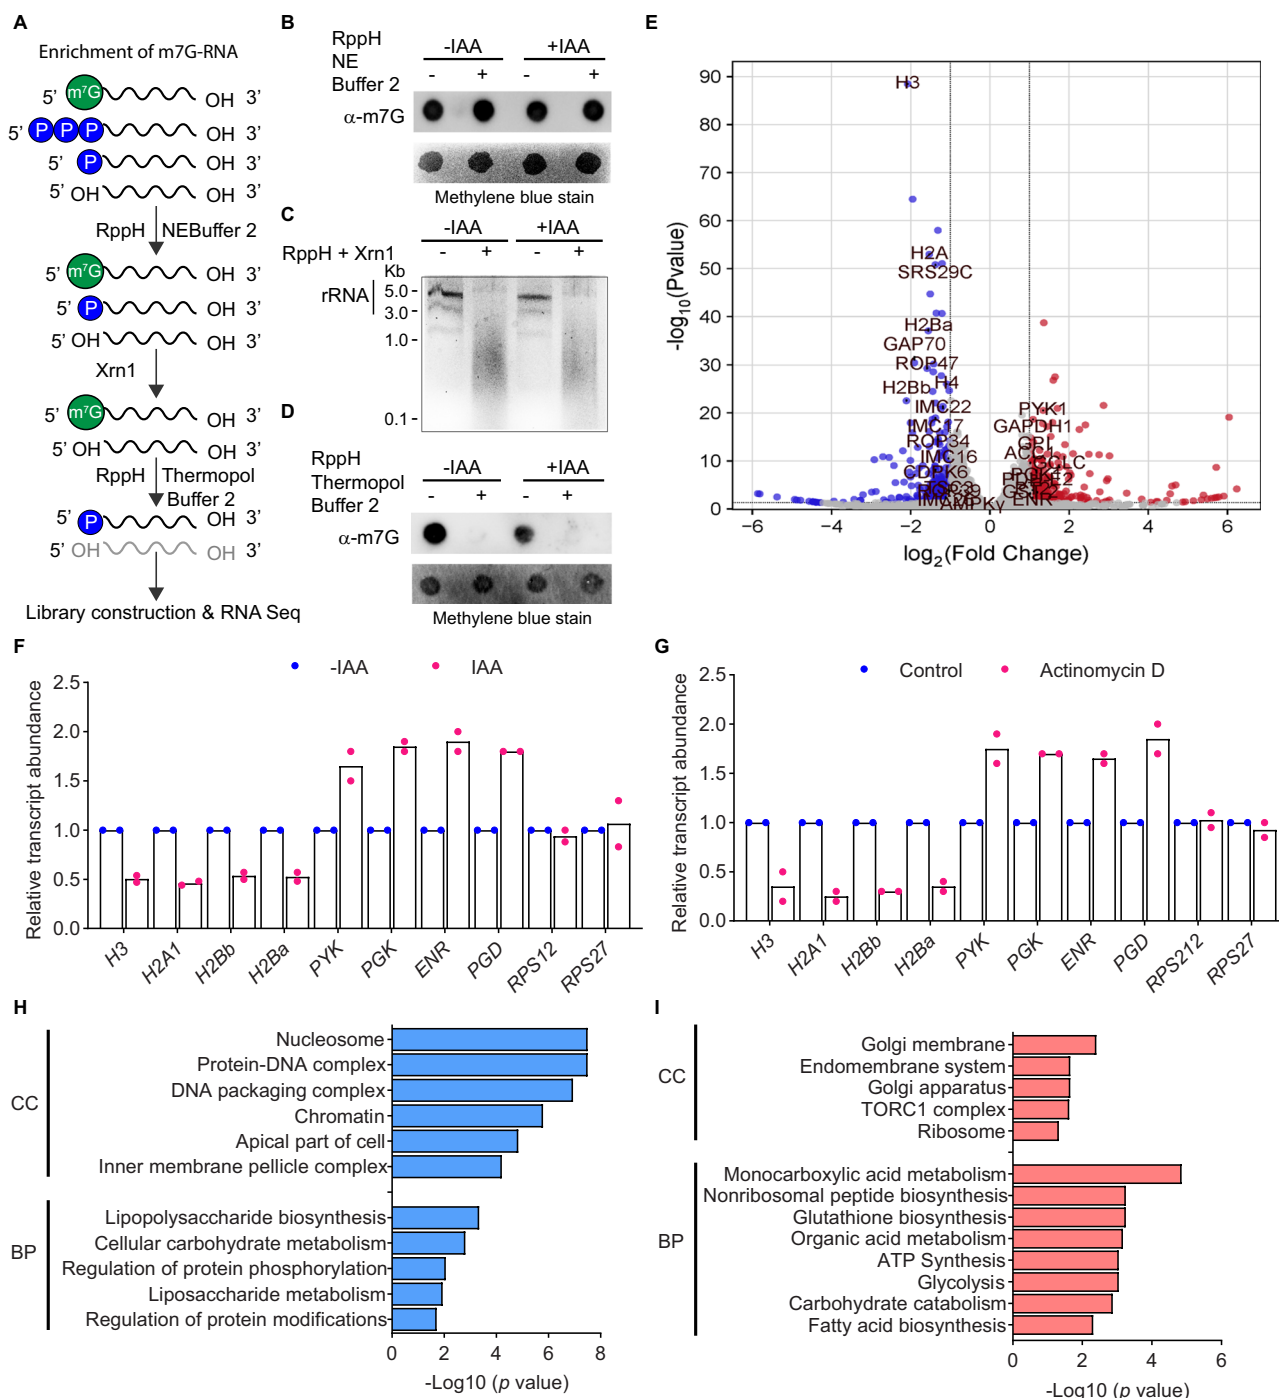 A
Enrichment of m7G-RNA
5' m⁷G OH 3'
5' P P P OH 3'
5' P OH 3'
5' OH OH 3'
RppH NEBuffer 2
5' m⁷G OH 3'
5' P OH 3'
5' OH OH 3'
Xrn1
5' m⁷G OH 3'
5' OH OH 3'
RppH Thermopol
Buffer 2
5' P OH 3'
5' OH OH 3'
Library construction & RNA Seq
B
RppH
NE
Buffer 2
-IAA +IAA
- + - +
α-m7G
Methylene blue stain
C
-IAA +IAA
RppH + Xrn1 - + - +
Kb
rRNA
5.0
3.0
1.0
0.1
D
RppH
Thermopol
Buffer 2
-IAA +IAA
- + - +
α-m7G
Methylene blue stain
E
-log₁₀(Pvalue)
90
80
70
60
50
40
30
20
10
0
H3
H2A
SRS29C
H2Ba
GAP70
ROP47
H4
H2Bb
IMC22
IMC17
ROP34
IMC16
CDPK6
AMPKγ
PYK1
GAPDH1
GPI
ENR
−6 −4 −2 0 2 4 6
log₂(Fold Change)
F
-IAA IAA
Relative transcript abundance
2.5
2.0
1.5
1.0
0.5
0.0
H3 H2A1 H2Bb H2Ba PYK PGK ENR PGD RPS12 RPS27
G
Control Actinomycin D
Relative transcript abundance
2.5
2.0
1.5
1.0
0.5
0.0
H3 H2A1 H2Bb H2Ba PYK PGK ENR PGD RPS212 RPS27
H
CC
Nucleosome
Protein-DNA complex
DNA packaging complex
Chromatin
Apical part of cell
Inner membrane pellicle complex
BP
Lipopolysaccharide biosynthesis
Cellular carbohydrate metabolism
Regulation of protein phosphorylation
Liposaccharide metabolism
Regulation of protein modifications
0 2 4 6 8
-Log10 (p value)
I
CC
Golgi membrane
Endomembrane system
Golgi apparatus
TORC1 complex
Ribosome
BP
Monocarboxylic acid metabolism
Nonribosomal peptide biosynthesis
Glutathione biosynthesis
Organic acid metabolism
ATP Synthesis
Glycolysis
Carbohydrate catabolism
Fatty acid biosynthesis
0 2 4 6
-Log10 (p value)